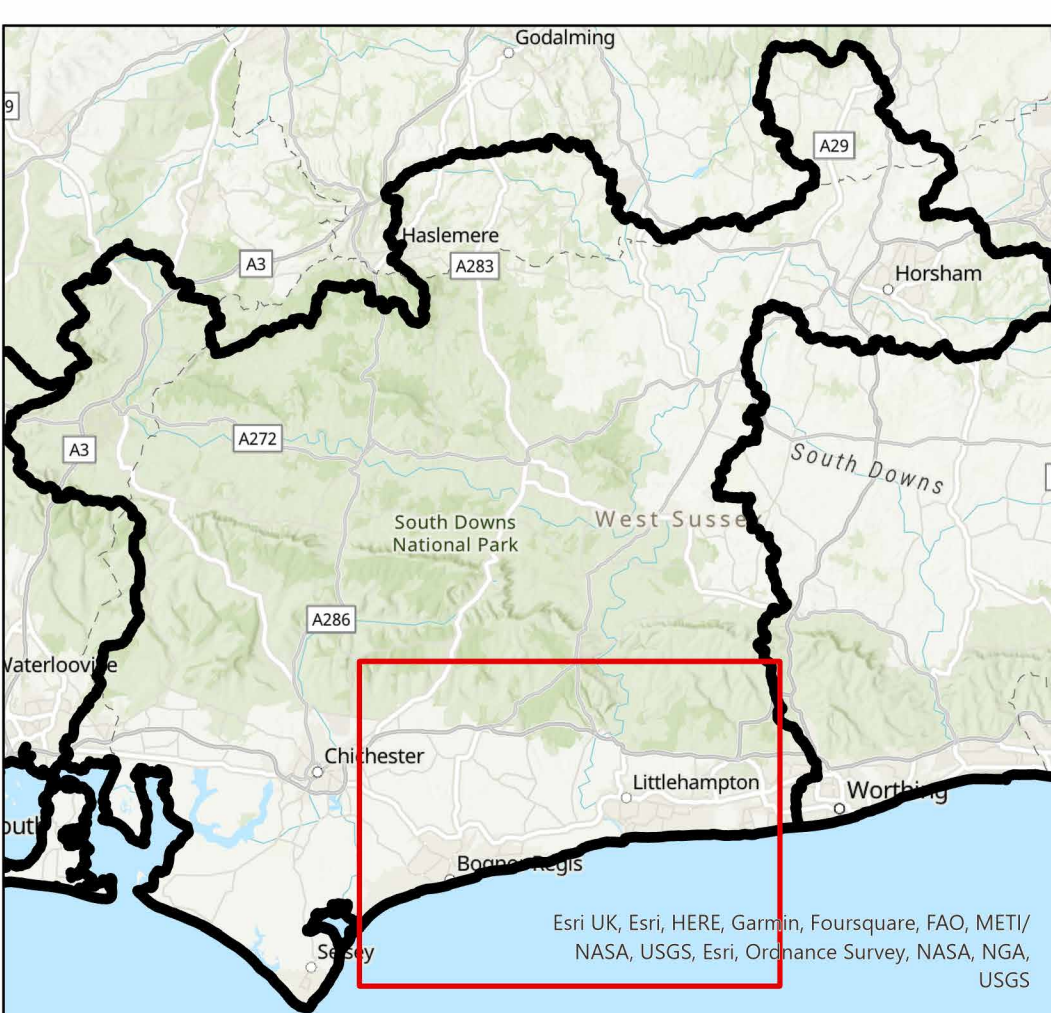 Godalming
9
A29
Haslemere
A3
A283
Horsham
A272
A3
South Downs
South Downs
National Park
West Sussex
A286
Waterlooville
Chichester
Littlehampton
Worthing
outh
Bognor Regis
Esri UK, Esri, HERE, Garmin, Foursquare, FAO, METI/
NASA, USGS, Esri, Ordnance Survey, NASA, NGA,
USGS
Selsey